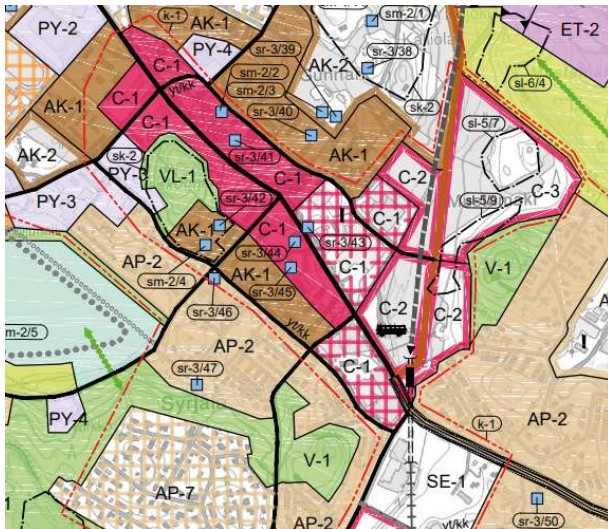 k-1
AK-1
sm-2/1
PY-2
PY-4
sr-3/39
AK-2
sr-3/38
ET-2
C-1
sm-2/2
sl-6/4
sm-2/3
yt/kk
sr-3/40
sk-2
AK-1
C-1
sl-5/7
AK-2
sk-2
sr-3/41
AK-1
C-2
VL-1
C-1
C-3
PY-3
sr-3/42
C-1
sl-5/9
PY-3
AK-1
C-1
sr-3/43
AP-2
sr-3/44
V-1
sm-2/4
AK-1
C-1
sr-3/45
C-2
C-2
sm-2/5
sr-3/46
yt/kk
AP-2
C-1
sr-3/47
PY-4
k-1
AP-2
V-1
SE-1
AP-7
sr-3/50
AP-2
yt/kk